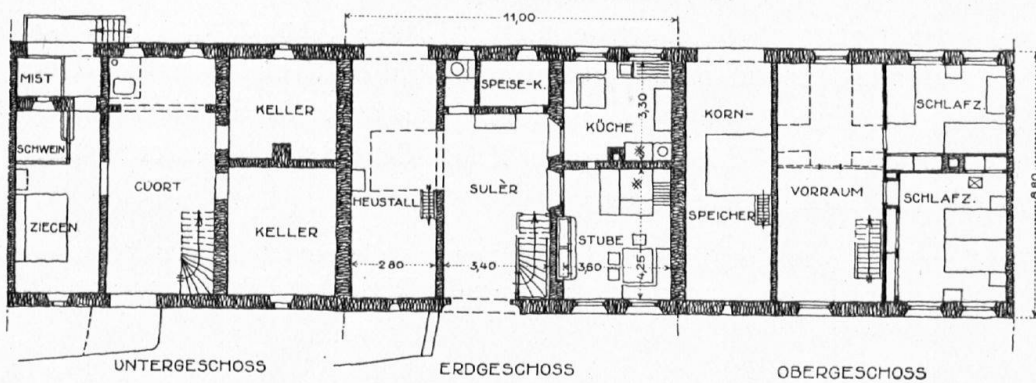 11,00
MIST
SCHWEIN
ZIEGEN
CUORT
KELLER
KELLER
UNTERGESCHOSS
HEUSTALL
2.80
SPEISE-K.
SULÈR
3,40
KÜCHE
3,30
STUBE
3,60
4,25
ERDGESCHOSS
KORN-
SPEICHER
VORRAUM
SCHLAFZ.
SCHLAFZ.
8,80
OBERGESCHOSS